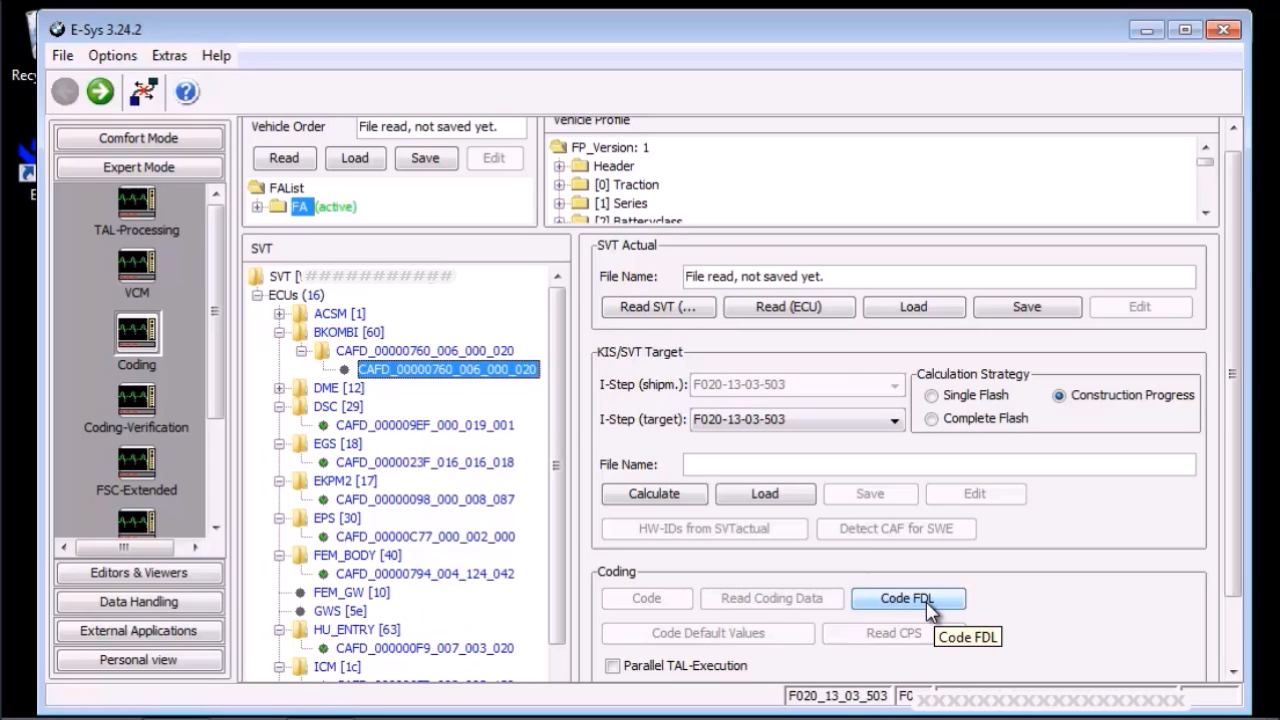 E-Sys 3.24.2
File Options Extras Help
Comfort Mode
Expert Mode
TAL-Processing
VCM
Coding
Coding-Verification
FSC-Extended
Editors & Viewers
Data Handling
External Applications
Personal view
Vehicle Order File read, not saved yet.
Read Load Save Edit
FAList
FA (active)
Vehicle Profile
FP_Version: 1
Header
[0] Traction
[1] Series
[2] Batteryclass
SVT
SVT [
ECUs (16)
ACSM [1]
BKOMBI [60]
CAFD_00000760_006_000_020
CAFD_00000760_006_000_020
DME [12]
DSC [29]
CAFD_000009EF_000_019_001
EGS [18]
CAFD_0000023F_016_016_018
EKPM2 [17]
CAFD_00000098_000_008_087
EPS [30]
CAFD_00000C77_000_002_000
FEM_BODY [40]
CAFD_00000794_004_124_042
FEM_GW [10]
GWS [5e]
HU_ENTRY [63]
CAFD_000000F9_007_003_020
ICM [1c]
SVT Actual
File Name: File read, not saved yet.
Read SVT (... Read (ECU) Load Save Edit
KIS/SVT Target
I-Step (shipm.): F020-13-03-503
I-Step (target): F020-13-03-503
Calculation Strategy
Single Flash Construction Progress
Complete Flash
File Name:
Calculate Load Save Edit
HW-IDs from SVTactual Detect CAF for SWE
Coding
Code Read Coding Data Code FDL
Code Default Values Read CPS
Code FDL
Parallel TAL-Execution
F020_13_03_503